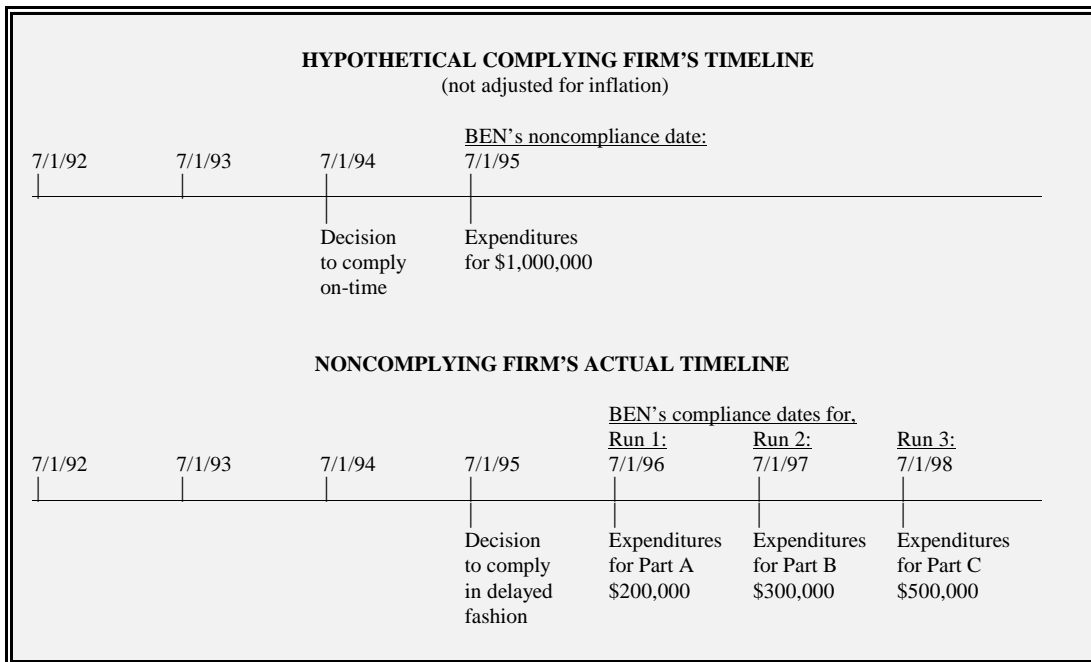 HYPOTHETICAL COMPLYING FIRM'S TIMELINE
(not adjusted for inflation)
BEN's noncompliance date:
7/1/92 7/1/93 7/1/94 7/1/95
Decision Expenditures
to comply for $1,000,000
on-time
NONCOMPLYING FIRM'S ACTUAL TIMELINE
BEN's compliance dates for,
Run 1: Run 2: Run 3:
7/1/92 7/1/93 7/1/94 7/1/95 7/1/96 7/1/97 7/1/98
Decision Expenditures Expenditures Expenditures
to comply for Part A for Part B for Part C
in delayed $200,000 $300,000 $500,000
fashion